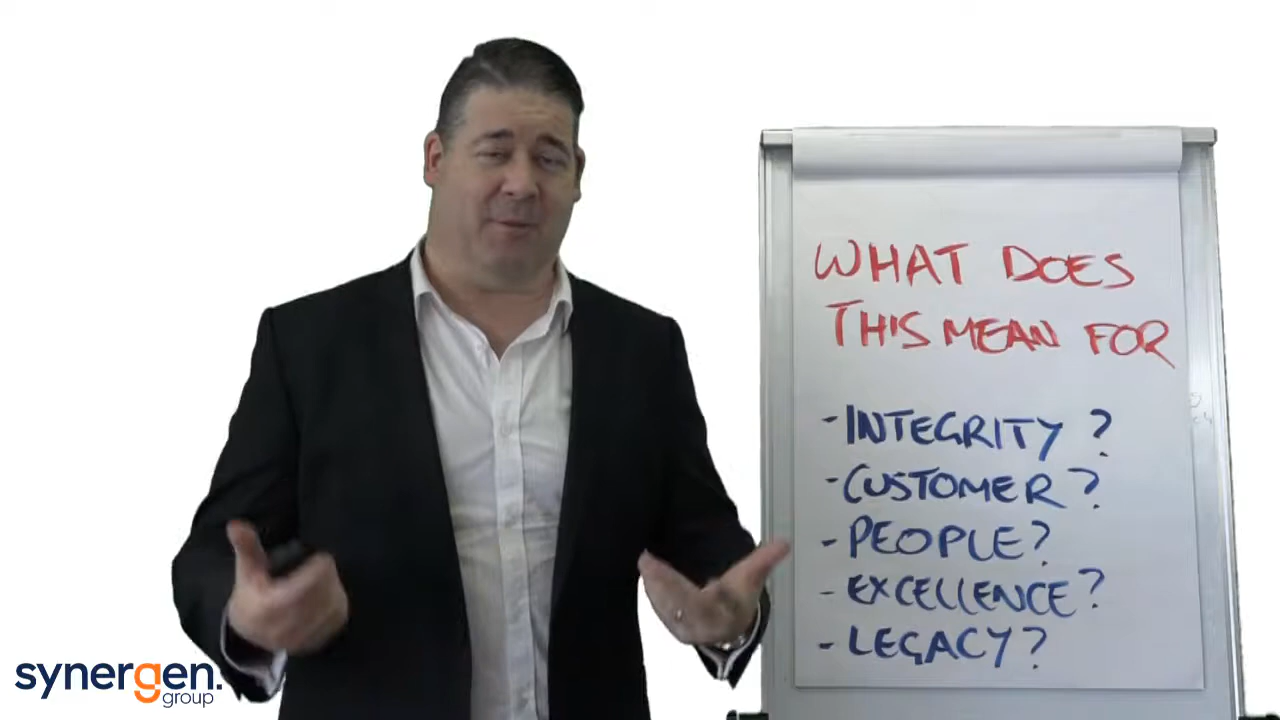 WHAT DOES
THIS MEAN FOR
- INTEGRITY?
- CUSTOMER?
- PEOPLE?
- EXCELLENCE?
- LEGACY?
synergen.
group